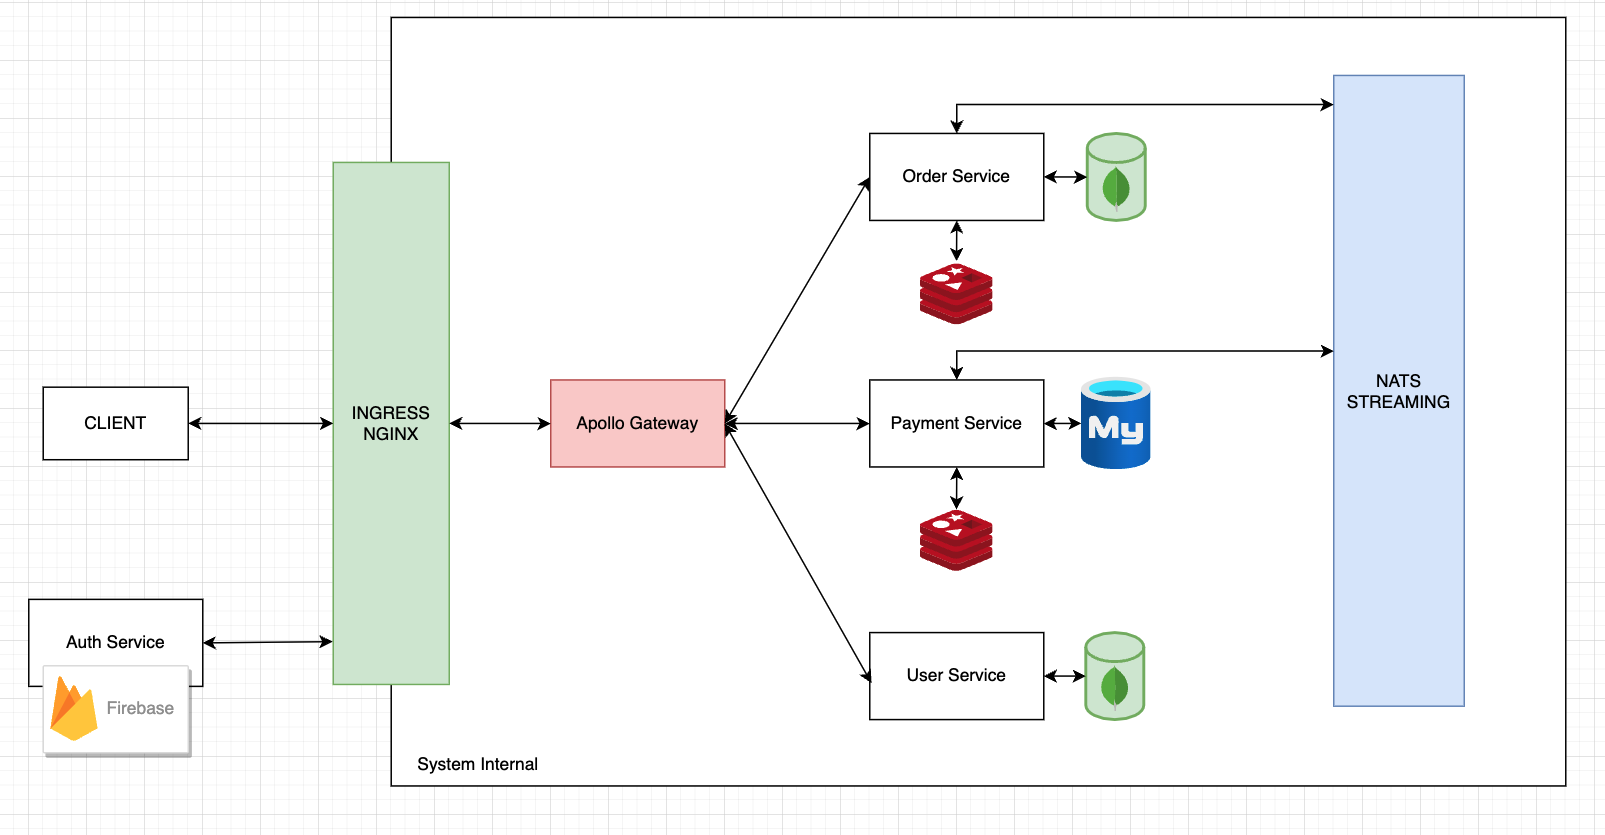 Order Service
NATS
STREAMING
CLIENT
INGRESS
NGINX
Apollo Gateway
Payment Service
My
Auth Service
Firebase
User Service
System Internal